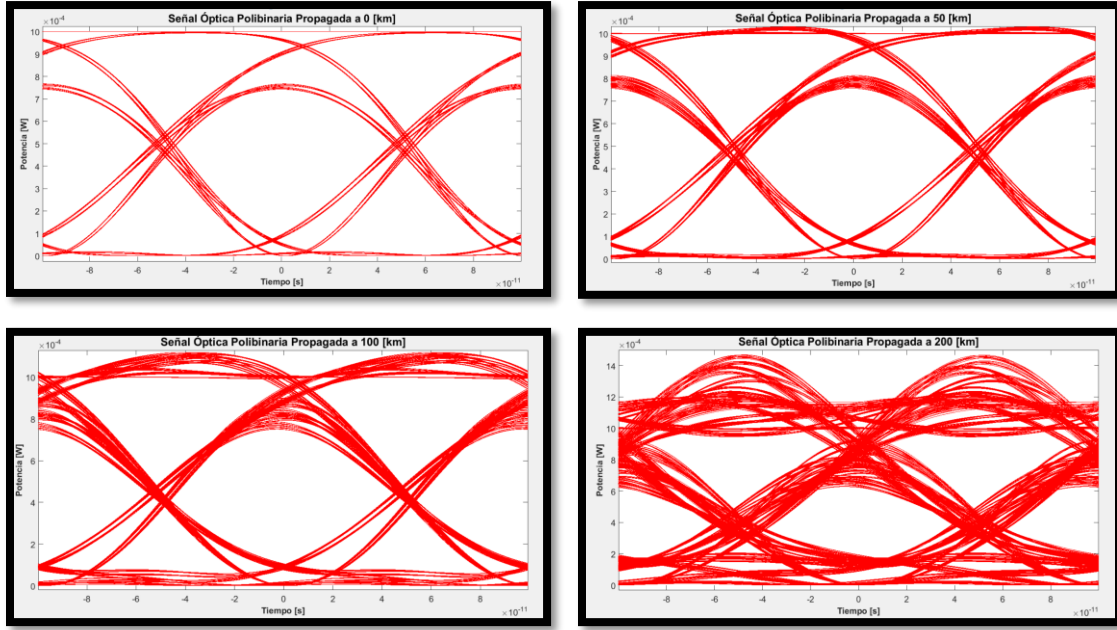 Señal Óptica Polibinaria Propagada a 0 [km]
×10⁻⁴
10
9
8
7
6
5
4
3
2
1
0
Potencia [W]
-8 -6 -4 -2 0 2 4 6 8
Tiempo [s]
×10⁻¹¹
Señal Óptica Polibinaria Propagada a 50 [km]
×10⁻⁴
10
9
8
7
6
5
4
3
2
1
0
Potencia [W]
-8 -6 -4 -2 0 2 4 6 8
Tiempo [s]
×10⁻¹¹
Señal Óptica Polibinaria Propagada a 100 [km]
×10⁻⁴
10
8
6
4
2
0
Potencia [W]
-8 -6 -4 -2 0 2 4 6 8
Tiempo [s]
×10⁻¹¹
Señal Óptica Polibinaria Propagada a 200 [km]
×10⁻⁴
14
12
10
8
6
4
2
0
Potencia [W]
-8 -6 -4 -2 0 2 4 6 8
Tiempo [s]
×10⁻¹¹